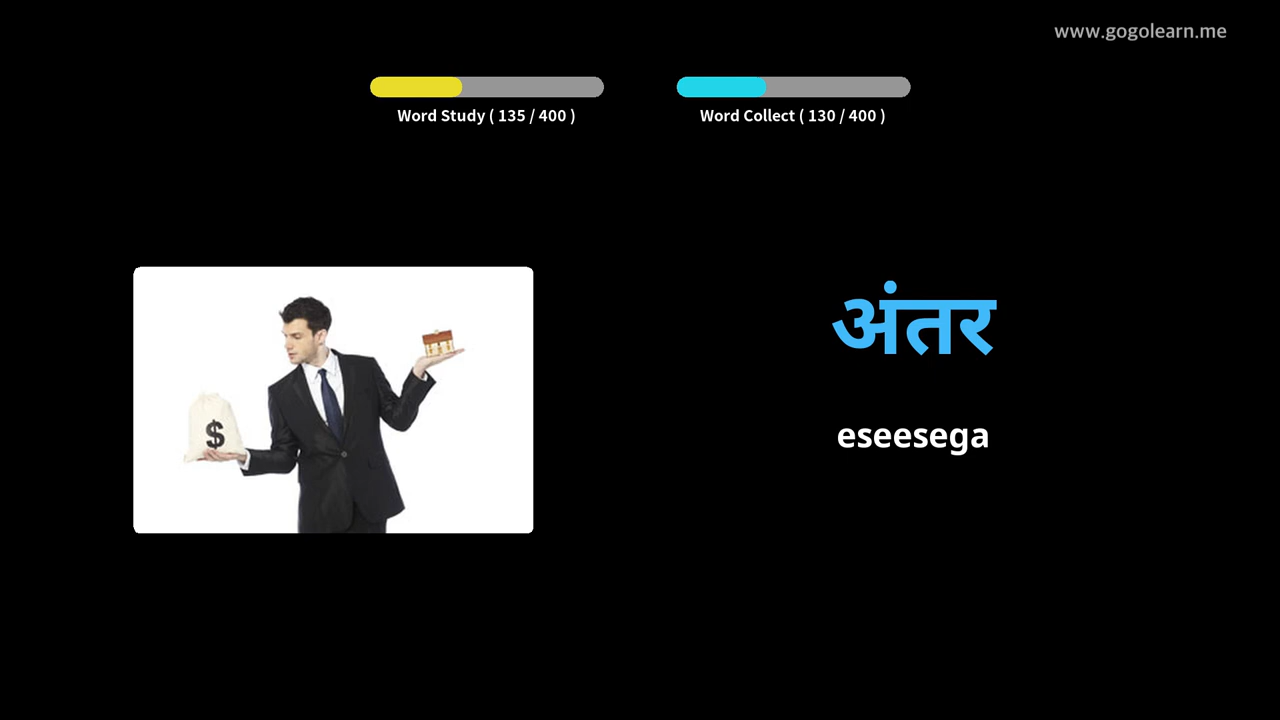 www.gogolearn.me
Word Study ( 135 / 400 )
Word Collect ( 130 / 400 )
अंतर
$
eseesega